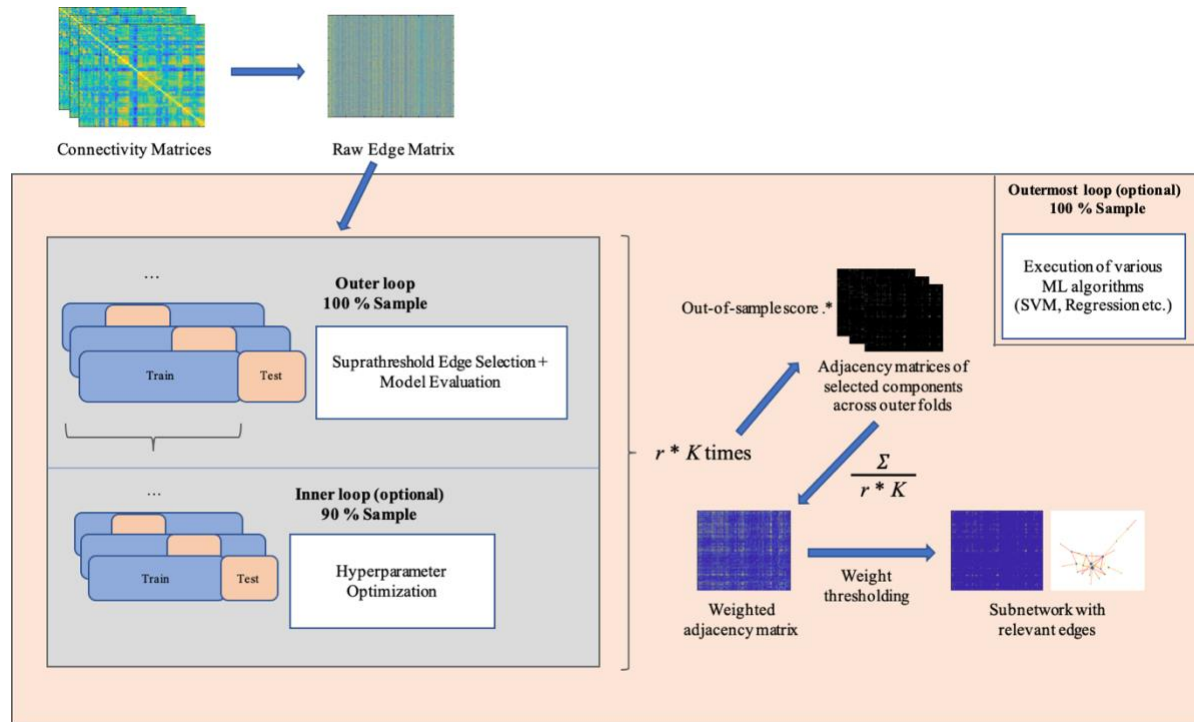 Connectivity Matrices
Raw Edge Matrix
Outermost loop (optional)
100 % Sample
Execution of various
ML algorithms
(SVM, Regression etc.)
...
Outer loop
100 % Sample
Train
Test
Suprathreshold Edge Selection +
Model Evaluation
...
Inner loop (optional)
90 % Sample
Train
Test
Hyperparameter
Optimization
r * K times
Out-of-sample score .*
Adjacency matrices of
selected components
across outer folds
Σ
r * K
Weighted
adjacency matrix
Weight
thresholding
Subnetwork with
relevant edges